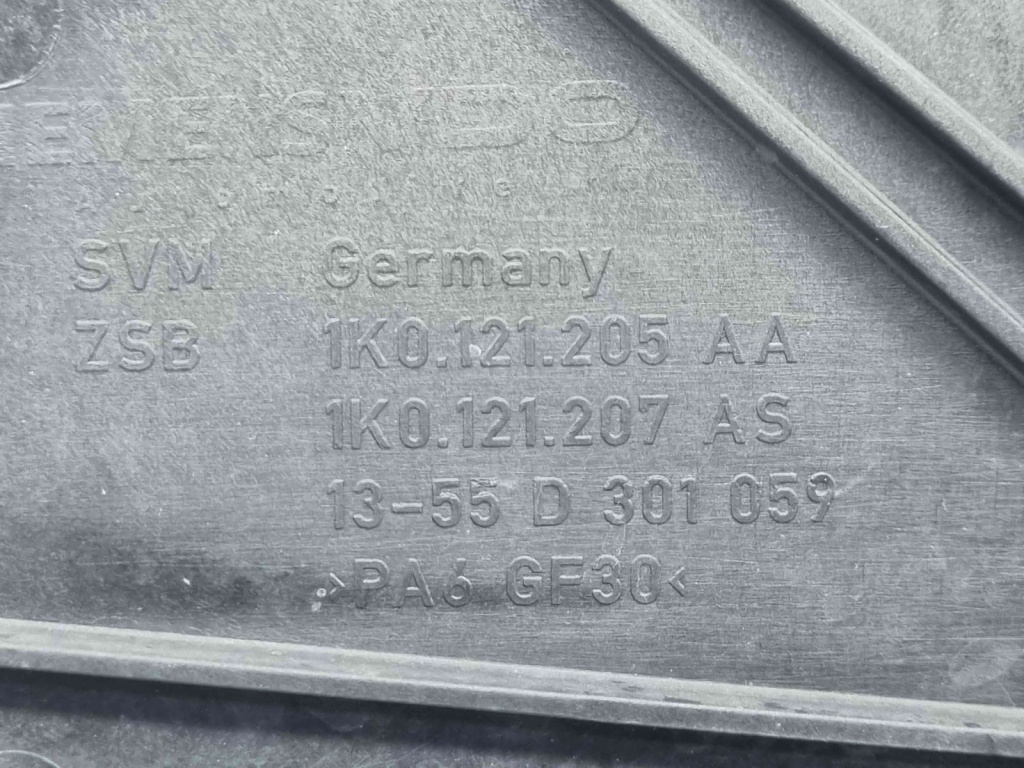 SVM Germany
ZSB 1K0.121.205 AA
1K0.121.207 AS
13-55 D 301 059
>PA6 GF30<